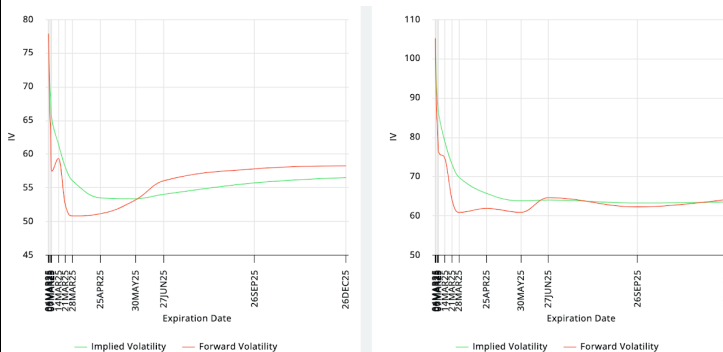 80
75
70
65
60
55
50
45
IV
14MAR25
21MAR25
28MAR25
25APR25
30MAY25
27JUN25
26SEP25
26DEC25
Expiration Date
Implied Volatility
Forward Volatility
110
100
90
80
70
60
50
IV
14MAR25
21MAR25
28MAR25
25APR25
30MAY25
27JUN25
26SEP25
Expiration Date
Implied Volatility
Forward Volatility